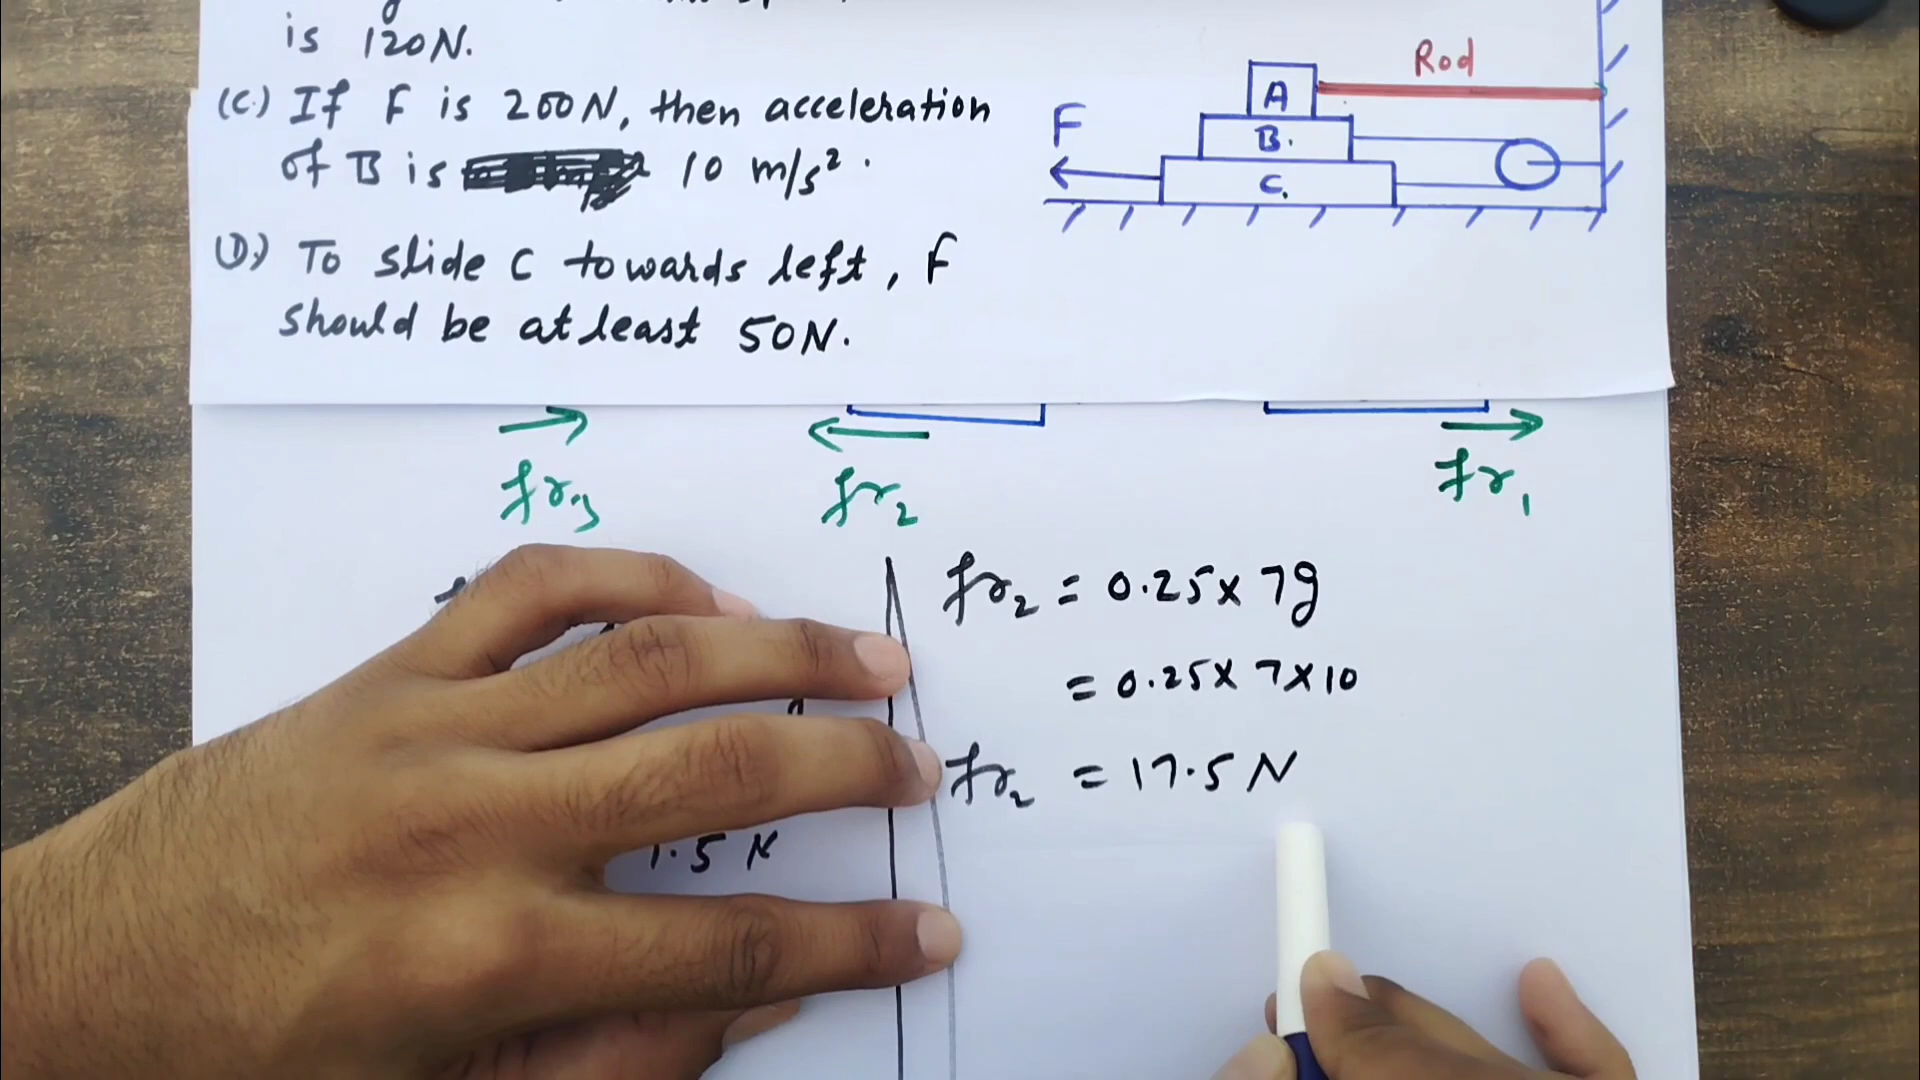 is 120N.
(C.) If F is 200N, then acceleration
of B is 10 m/s².
(D.) To slide C towards left, F
should be at least 50N.
Rod
F
A
B.
C.
fr₃
fr₂
fr₁
fr₂ = 0.25 x 7g
= 0.25 x 7 x 10
fr₂ = 17.5 N
.5 N